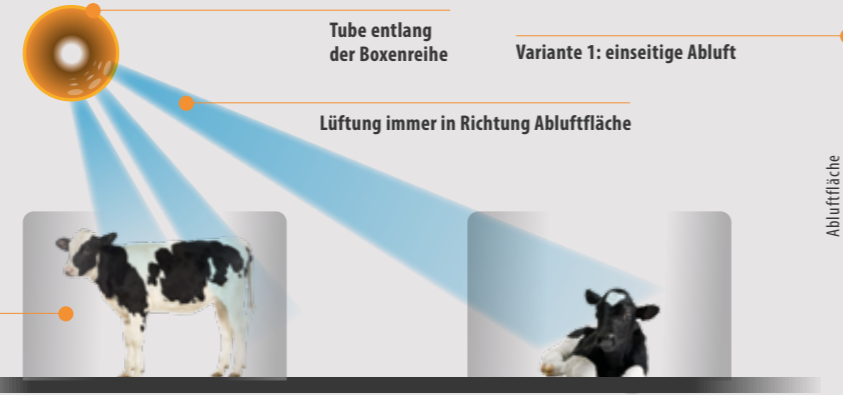 Tube entlang
der Boxenreihe
Variante 1: einseitige Abluft
Lüftung immer in Richtung Abluftfläche
Abluftfläche